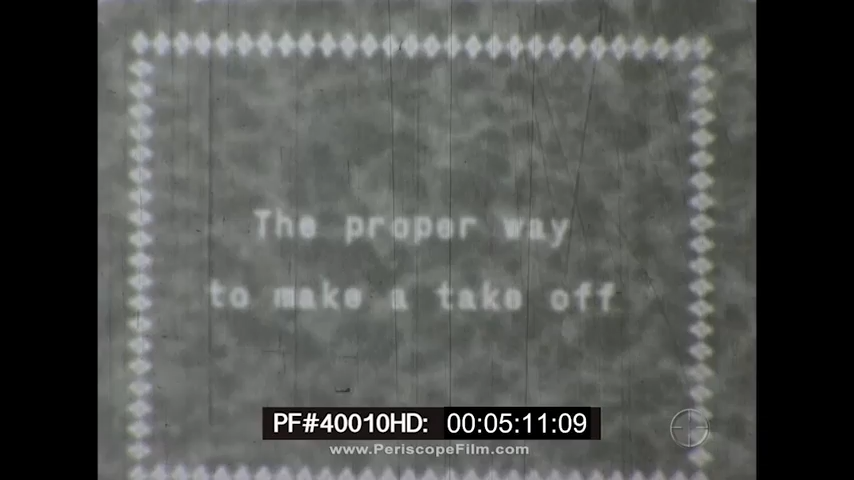 The proper way
to make a take off
PF#40010HD: 00:05:11:09
www.PeriscopeFilm.com